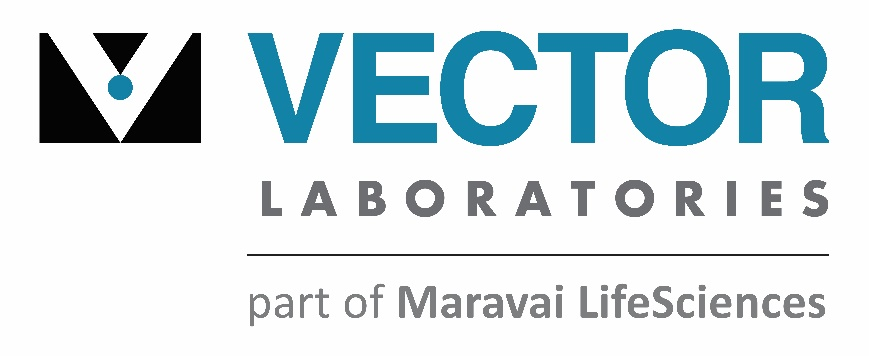 VECTOR
LABORATORIES
part of Maravai LifeSciences